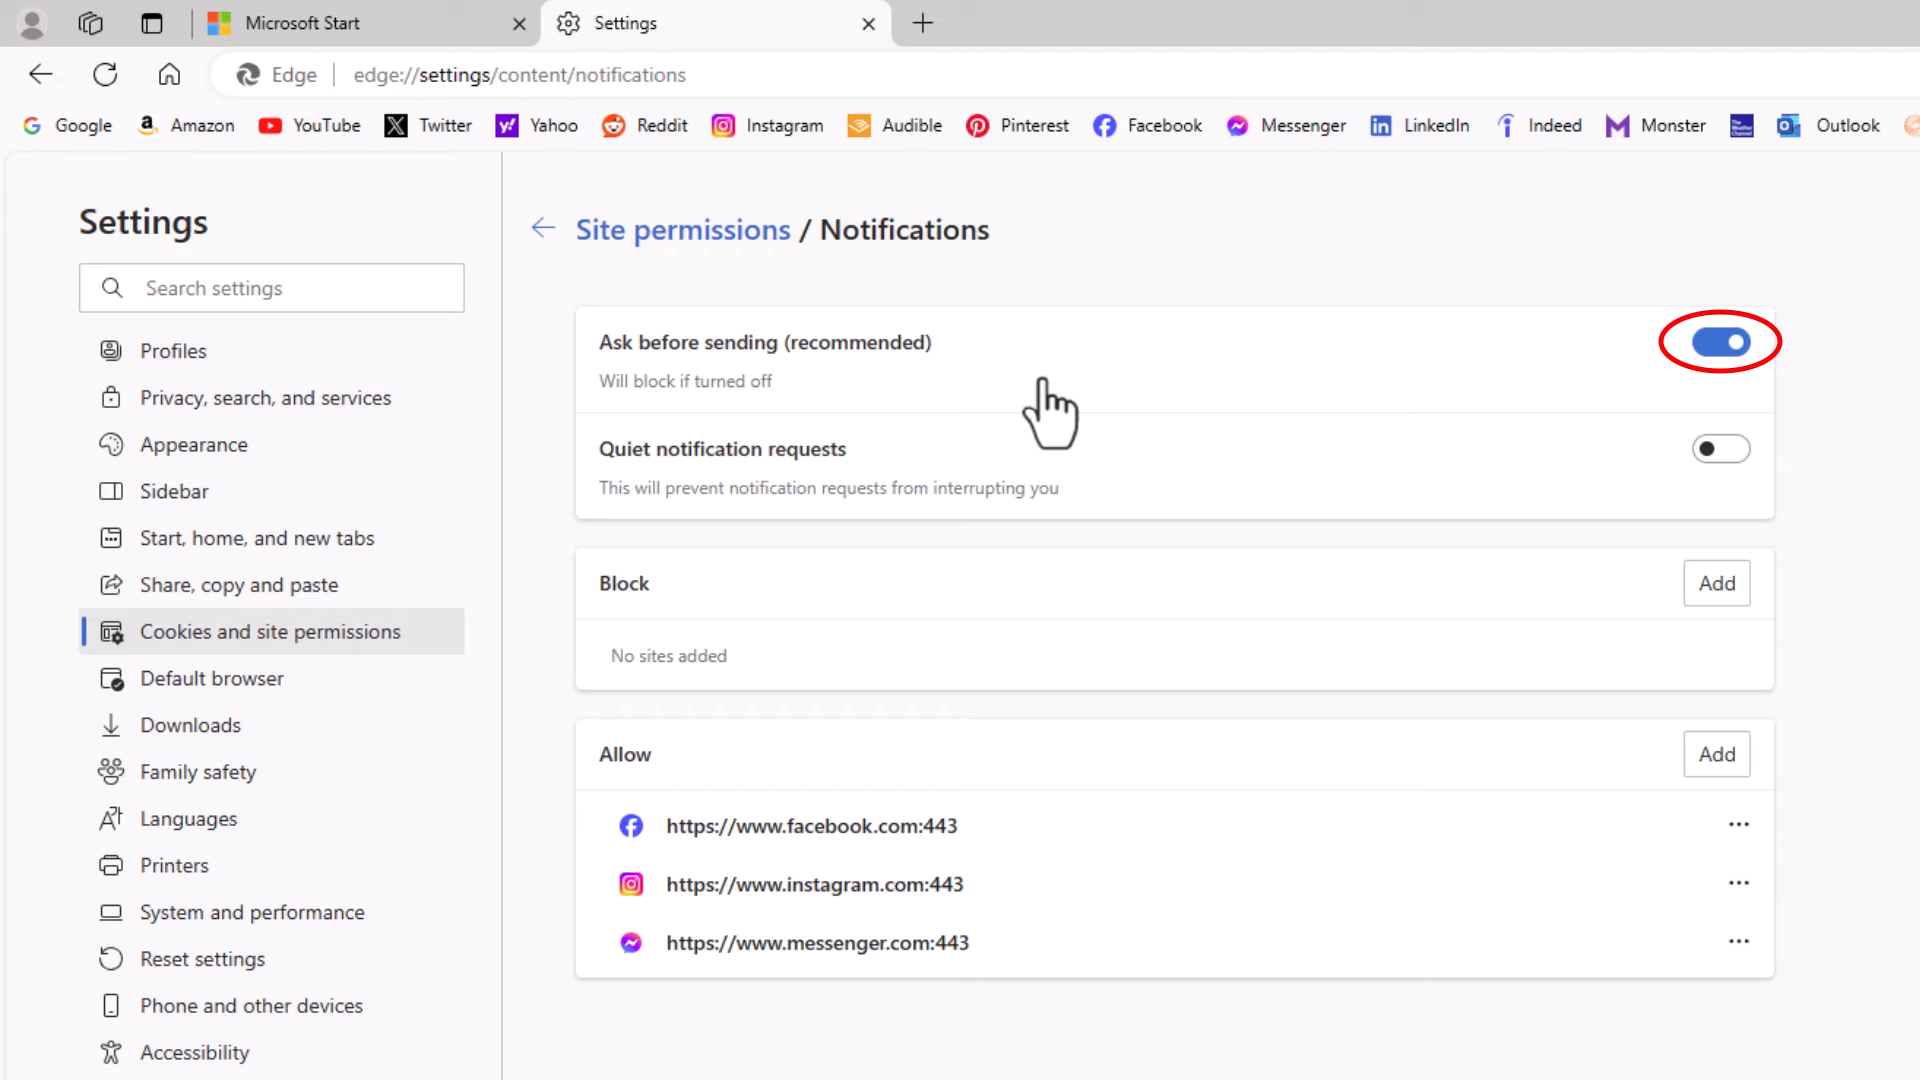 Microsoft Start
Settings
Edge
edge://settings/content/notifications
Google
a
Amazon
YouTube
X
Twitter
y!
Yahoo
Reddit
Instagram
Audible
Pinterest
Facebook
Messenger
in
LinkedIn
Indeed
Monster
The Weather Channel
Outlook
Settings
Search settings
Profiles
Privacy, search, and services
Appearance
Sidebar
Start, home, and new tabs
Share, copy and paste
Cookies and site permissions
Default browser
Downloads
Family safety
Languages
Printers
System and performance
Reset settings
Phone and other devices
Accessibility
Site permissions / Notifications
Ask before sending (recommended)
Will block if turned off
Quiet notification requests
This will prevent notification requests from interrupting you
Block
Add
No sites added
Allow
Add
https://www.facebook.com:443
https://www.instagram.com:443
https://www.messenger.com:443